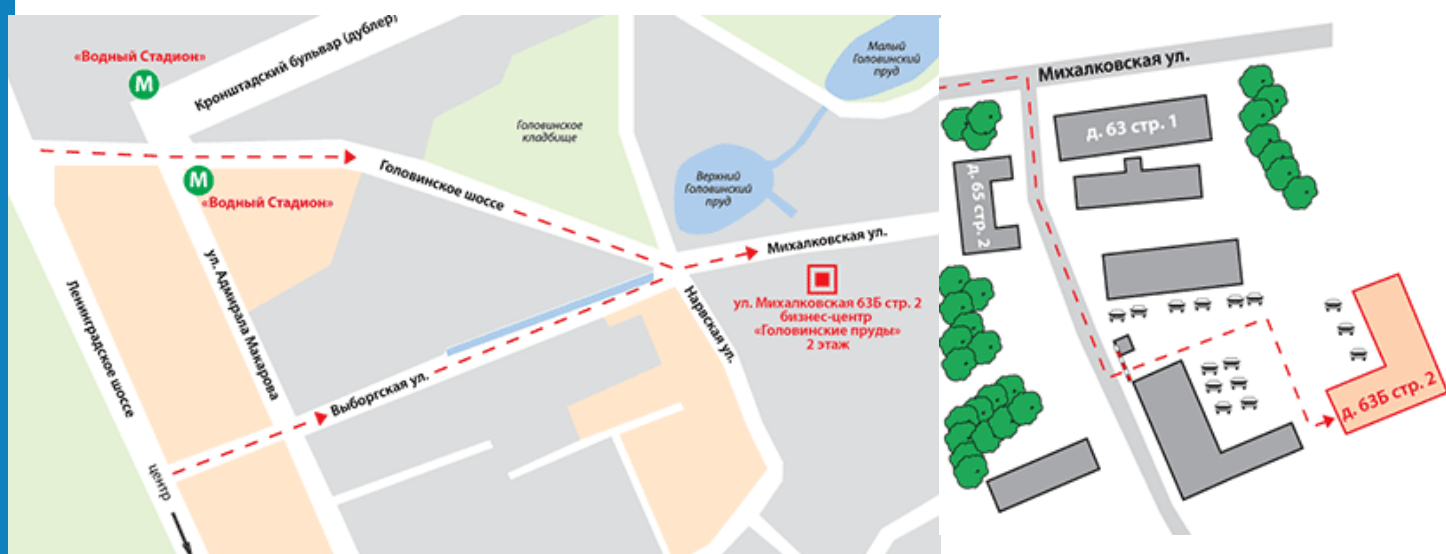 «Водный Стадион»
М
Кронштадский бульвар (дублер)
Малый
Головинский
пруд
Головинское
кладбище
Головинское шоссе
М
«Водный Стадион»
Верхний
Головинский
пруд
Михалковская ул.
ул. Михалковская 63Б стр. 2
бизнес-центр
«Головинские пруды»
2 этаж
ул. Адмирала Макарова
Ленинградское шоссе
Нарвская ул.
Выборгская ул.
центр
Михалковская ул.
д. 63 стр. 1
д. 65 стр. 2
д. 63Б стр. 2